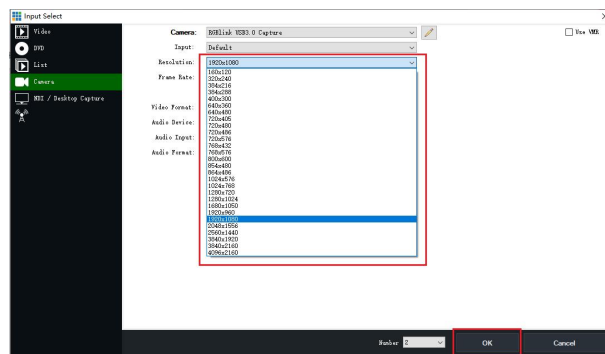 Input Select
Video
DVD
List
Camera
NDI / Desktop Capture
Camera: RGBlink USB3.0 Capture
Use VMR
Input: Default
Resolution: 1920x1080
Frame Rate:
Video Format:
Audio Device:
Audio Input:
Audio Format:
160x120
320x240
384x216
384x288
400x300
640x360
640x480
720x405
720x480
720x486
720x576
768x432
768x576
800x600
854x480
864x486
1024x576
1024x768
1280x720
1280x1024
1680x1050
1920x960
1920x1080
2048x1556
2560x1440
3840x1920
3840x2160
4096x2160
Number 2
OK
Cancel